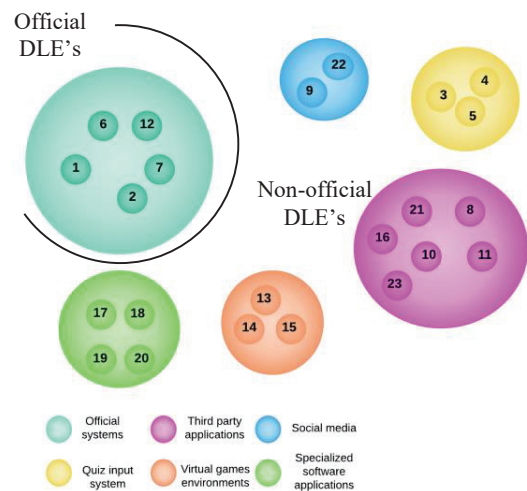 Official
DLE's
22
9
4
3
5
6
12
1
7
2
Non-official
DLE's
21
8
16
10
11
23
17
18
19
20
13
14
15
Official
systems
Third party
applications
Social media
Quiz input
system
Virtual games
environments
Specialized
software
applications